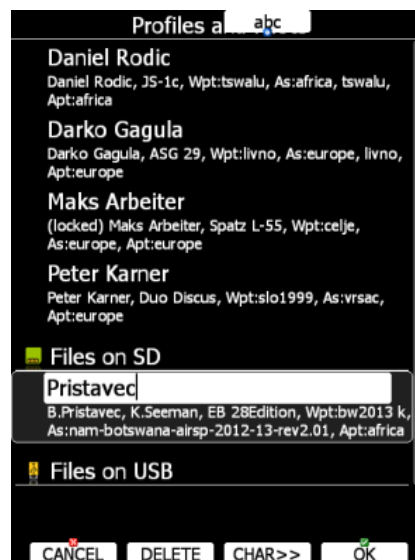 Profiles a
abc
Daniel Rodic
Daniel Rodic, JS-1c, Wpt:tswalu, As:africa, tswalu,
Apt:africa
Darko Gagula
Darko Gagula, ASG 29, Wpt:livno, As:europe, livno,
Apt:europe
Maks Arbeiter
(locked) Maks Arbeiter, Spatz L-55, Wpt:celje,
As:europe, Apt:europe
Peter Karner
Peter Karner, Duo Discus, Wpt:slo1999, As:vrsac,
Apt:europe
Files on SD
Pristavec
B.Pristavec, K.Seeman, EB 28Edition, Wpt:bw2013 k,
As:nam-botswana-airsp-2012-13-rev2.01, Apt:africa
Files on USB
CANCEL DELETE CHAR>> OK